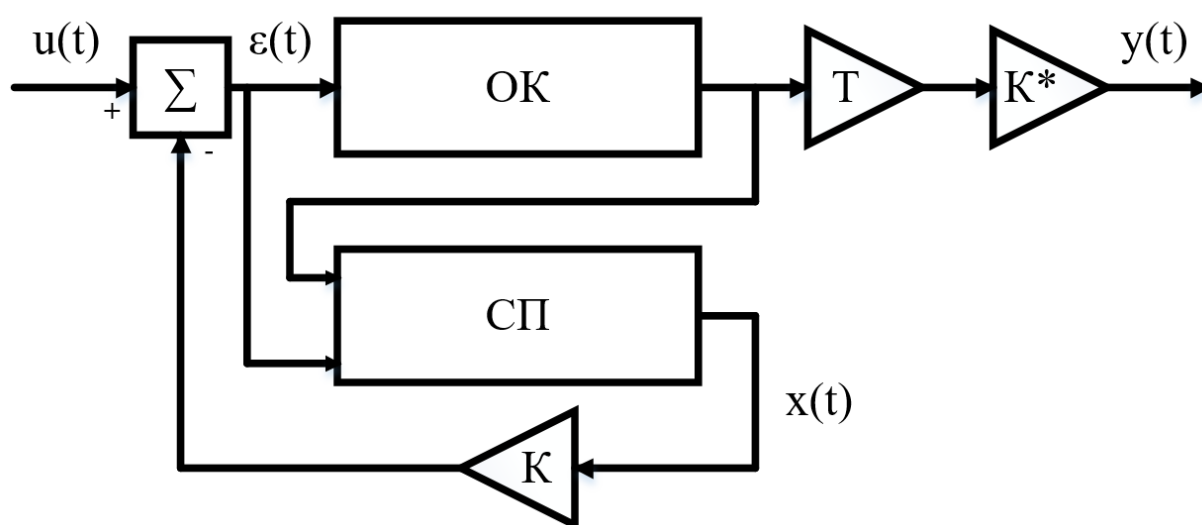 u(t)
+
∑
-
ε(t)
ОК
T
К*
y(t)
СП
x(t)
К